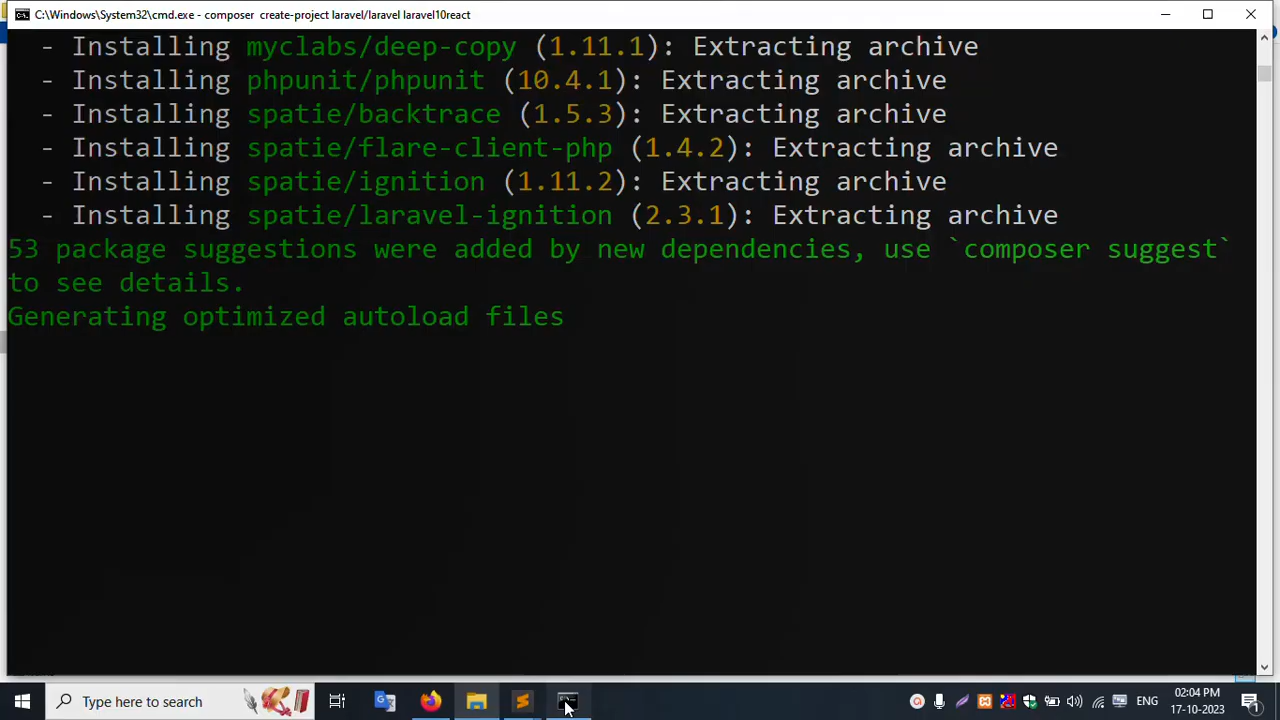 C:\Windows\System32\cmd.exe - composer  create-project laravel/laravel laravel10react
- Installing myclabs/deep-copy (1.11.1): Extracting archive
- Installing phpunit/phpunit (10.4.1): Extracting archive
- Installing spatie/backtrace (1.5.3): Extracting archive
- Installing spatie/flare-client-php (1.4.2): Extracting archive
- Installing spatie/ignition (1.11.2): Extracting archive
- Installing spatie/laravel-ignition (2.3.1): Extracting archive
53 package suggestions were added by new dependencies, use `composer suggest`
to see details.
Generating optimized autoload files
Type here to search
ENG
02:04 PM
17-10-2023